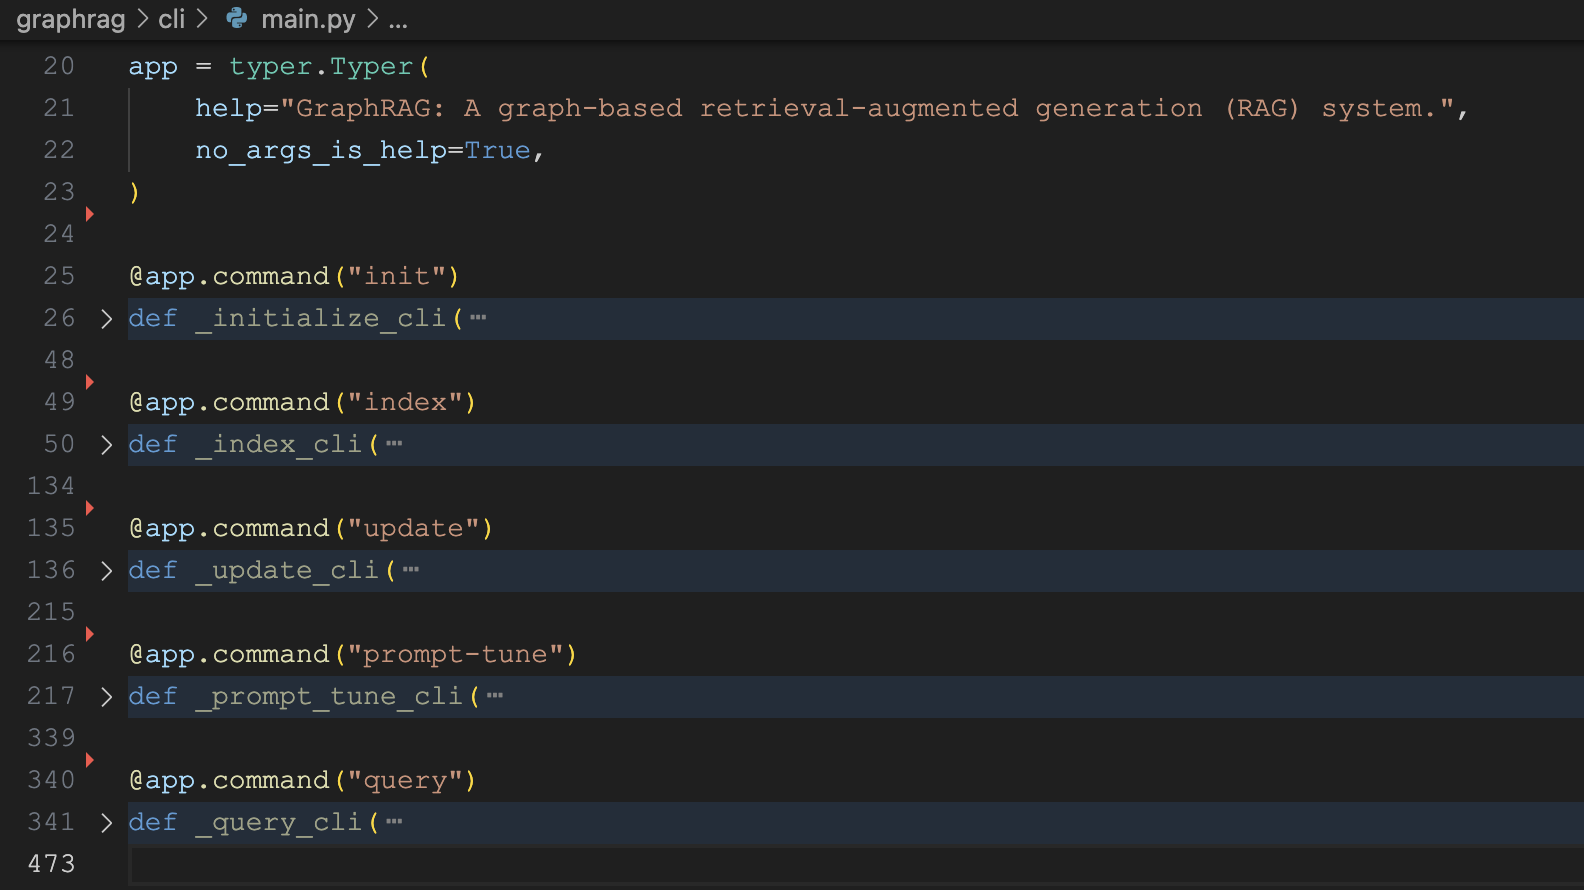 graphrag > cli > main.py > ...
20 app = typer.Typer(
21     help="GraphRAG: A graph-based retrieval-augmented generation (RAG) system.",
22     no_args_is_help=True,
23 )
24
25 @app.command("init")
26 > def _initialize_cli(⋯
48
49 @app.command("index")
50 > def _index_cli(⋯
134
135 @app.command("update")
136 > def _update_cli(⋯
215
216 @app.command("prompt-tune")
217 > def _prompt_tune_cli(⋯
339
340 @app.command("query")
341 > def _query_cli(⋯
473